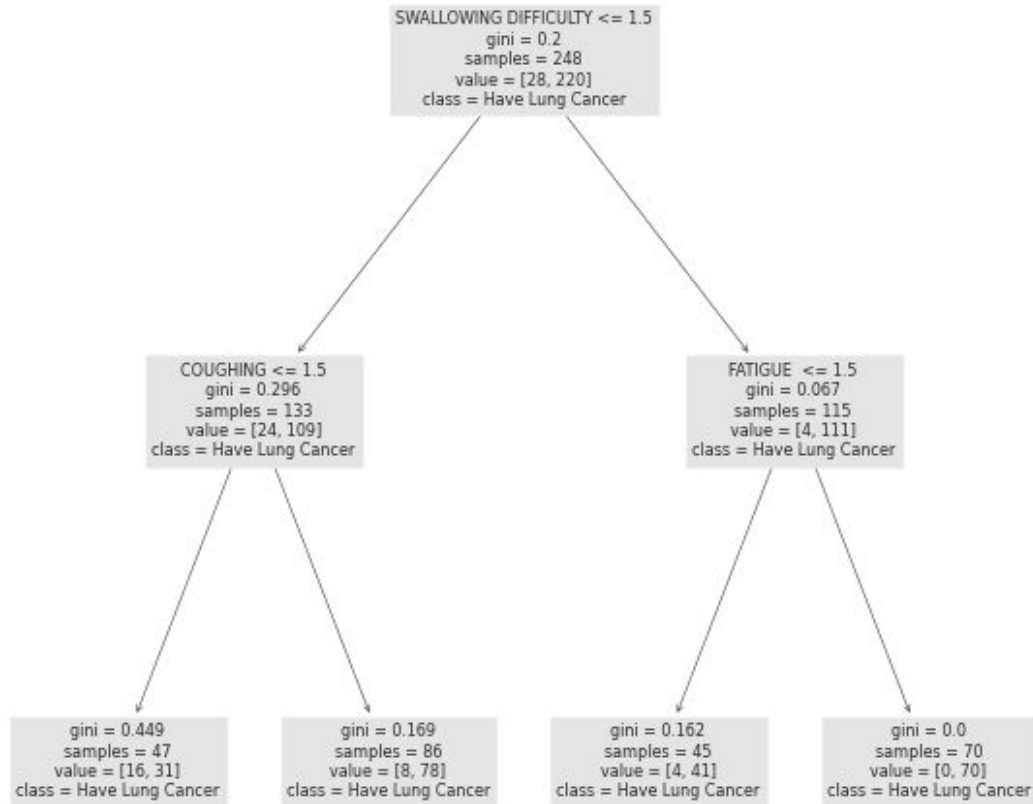 SWALLOWING DIFFICULTY <= 1.5
gini = 0.2
samples = 248
value = [28, 220]
class = Have Lung Cancer
COUGHING <= 1.5
gini = 0.296
samples = 133
value = [24, 109]
class = Have Lung Cancer
FATIGUE  <= 1.5
gini = 0.067
samples = 115
value = [4, 111]
class = Have Lung Cancer
gini = 0.449
samples = 47
value = [16, 31]
class = Have Lung Cancer
gini = 0.169
samples = 86
value = [8, 78]
class = Have Lung Cancer
gini = 0.162
samples = 45
value = [4, 41]
class = Have Lung Cancer
gini = 0.0
samples = 70
value = [0, 70]
class = Have Lung Cancer